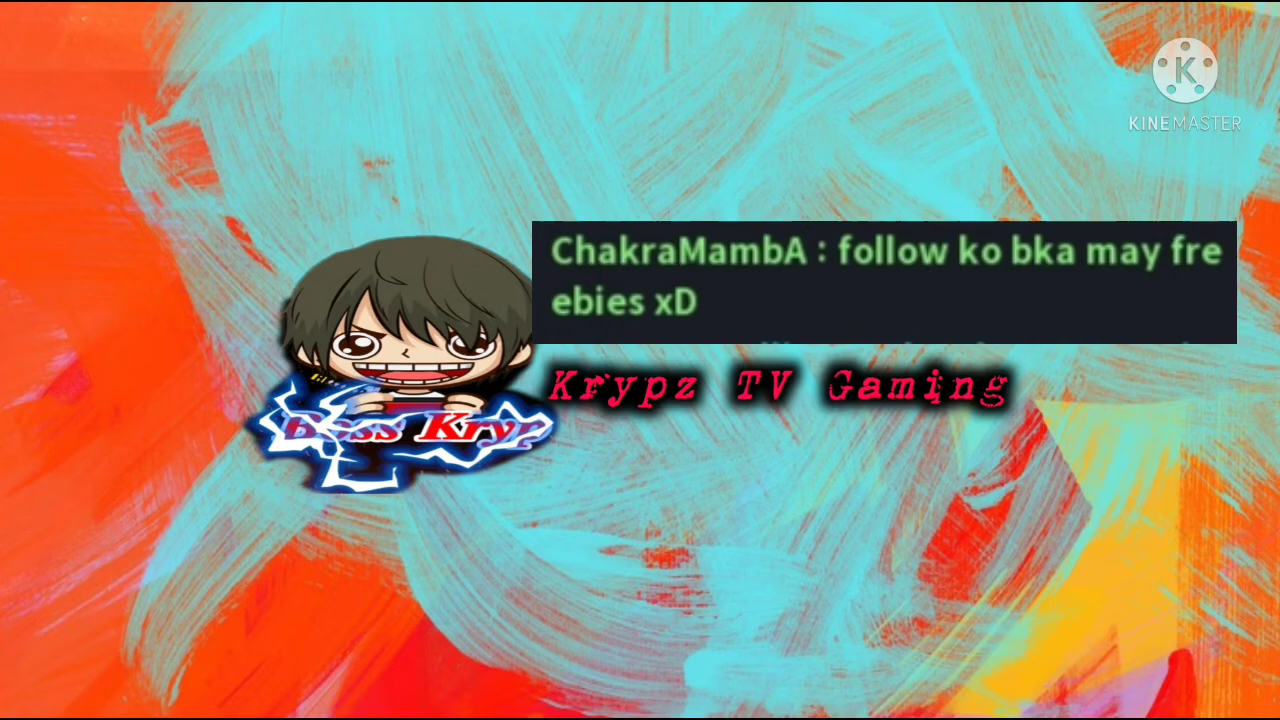 KINEMASTER
ChakraMambA : follow ko bka may fre
ebies xD
Krypz TV Gaming
Boss Kryp